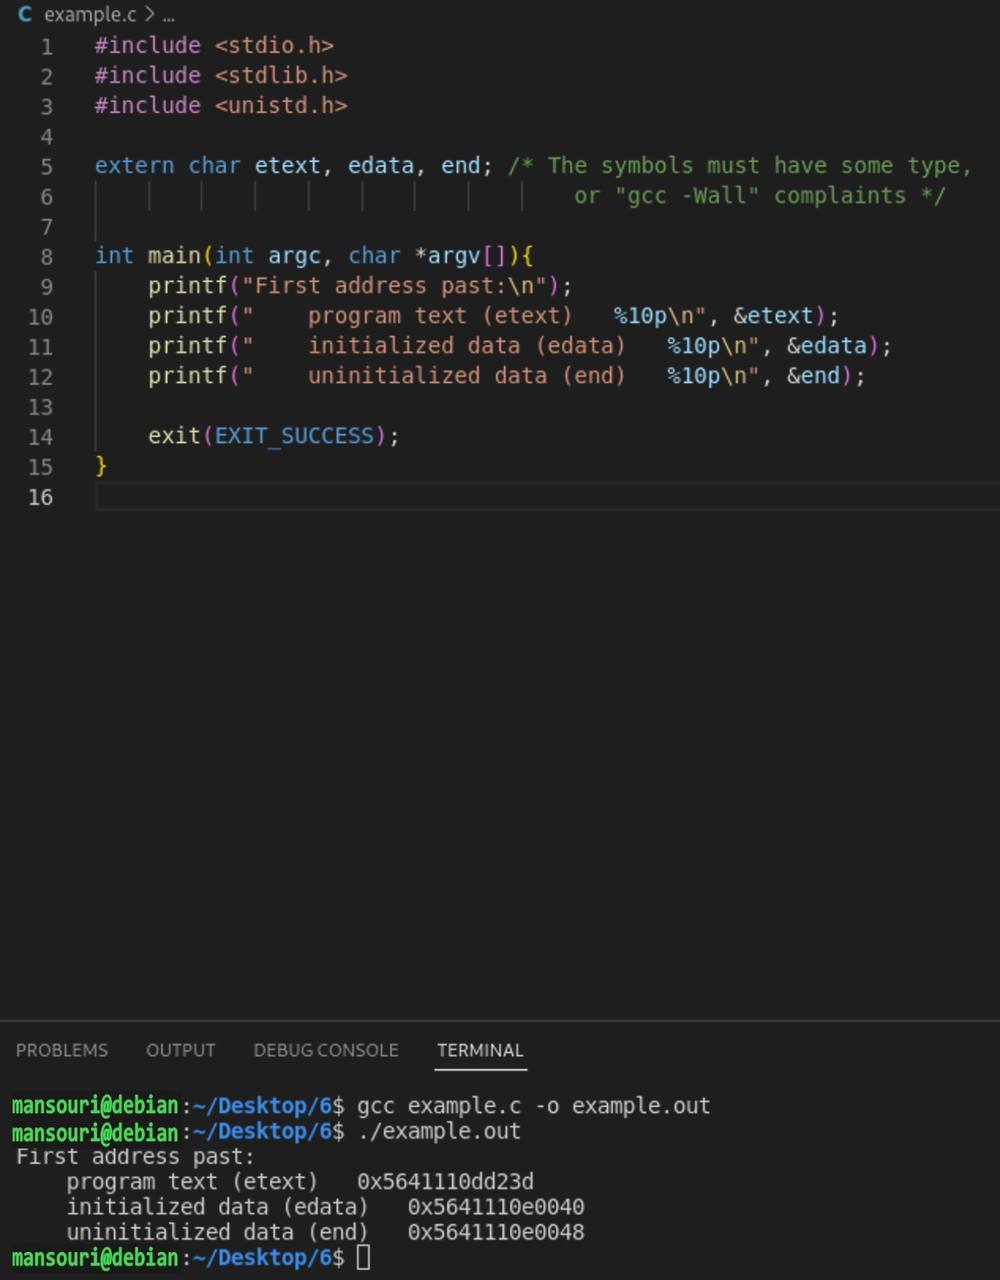 C example.c > ...
1 #include <stdio.h>
2 #include <stdlib.h>
3 #include <unistd.h>
4
5 extern char etext, edata, end; /* The symbols must have some type,
6                                     or "gcc -Wall" complaints */
7
8 int main(int argc, char *argv[]){
9     printf("First address past:\n");
10     printf("    program text (etext)   %10p\n", &etext);
11     printf("    initialized data (edata)   %10p\n", &edata);
12     printf("    uninitialized data (end)   %10p\n", &end);
13
14     exit(EXIT_SUCCESS);
15 }
16
PROBLEMS OUTPUT DEBUG CONSOLE TERMINAL
mansouri@debian:~/Desktop/6$ gcc example.c -o example.out
mansouri@debian:~/Desktop/6$ ./example.out
First address past:
    program text (etext)   0x5641110dd23d
    initialized data (edata)   0x5641110e0040
    uninitialized data (end)   0x5641110e0048
mansouri@debian:~/Desktop/6$